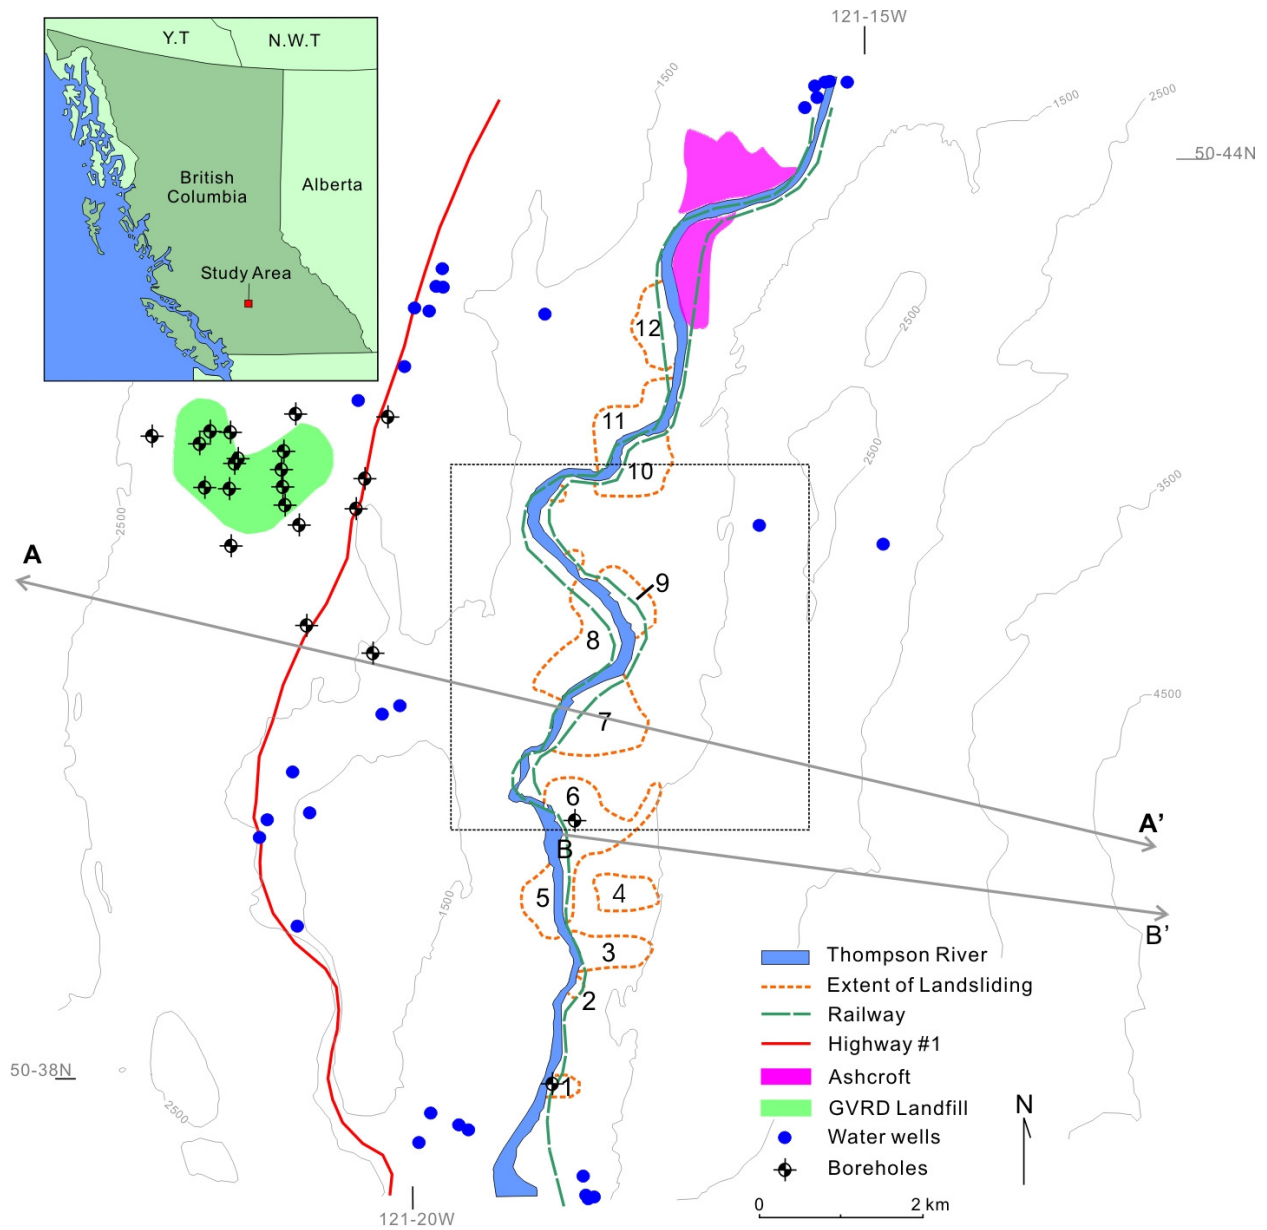 121-15W
Y.T
N.W.T
British
Columbia
Alberta
Study Area
1500
1500
2500
50-44N
2500
12
11
10
2500
3500
2500
A
9
8
7
4500
6
A'
B
5
4
1500
B'
3
2
1
50-38N
2500
Thompson River
Extent of Landsliding
Railway
Highway #1
Ashcroft
GVRD Landfill
Water wells
Boreholes
N
0
2 km
121-20W